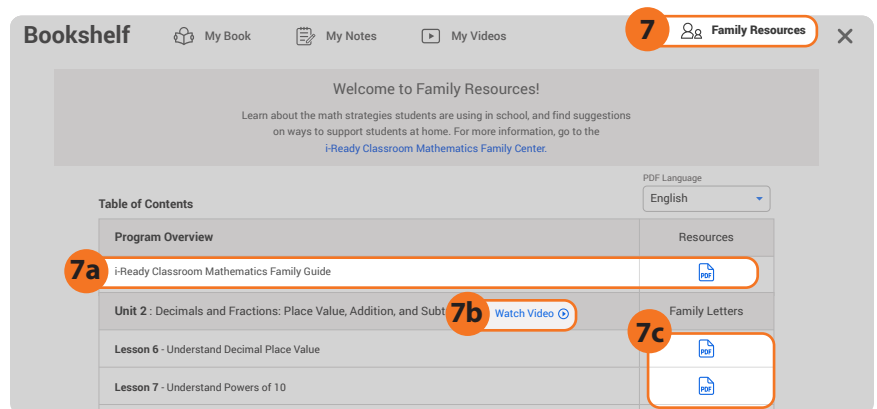 Bookshelf My Book My Notes My Videos 7 Family Resources
Welcome to Family Resources!
Learn about the math strategies students are using in school, and find suggestions
on ways to support students at home. For more information, go to the
i-Ready Classroom Mathematics Family Center.
PDF Language
Table of Contents English
Program Overview Resources
7a i-Ready Classroom Mathematics Family Guide PDF
Unit 2 : Decimals and Fractions: Place Value, Addition, and 7b Watch Video Family Letters
7c
Lesson 6 - Understand Decimal Place Value PDF
Lesson 7 - Understand Powers of 10 PDF